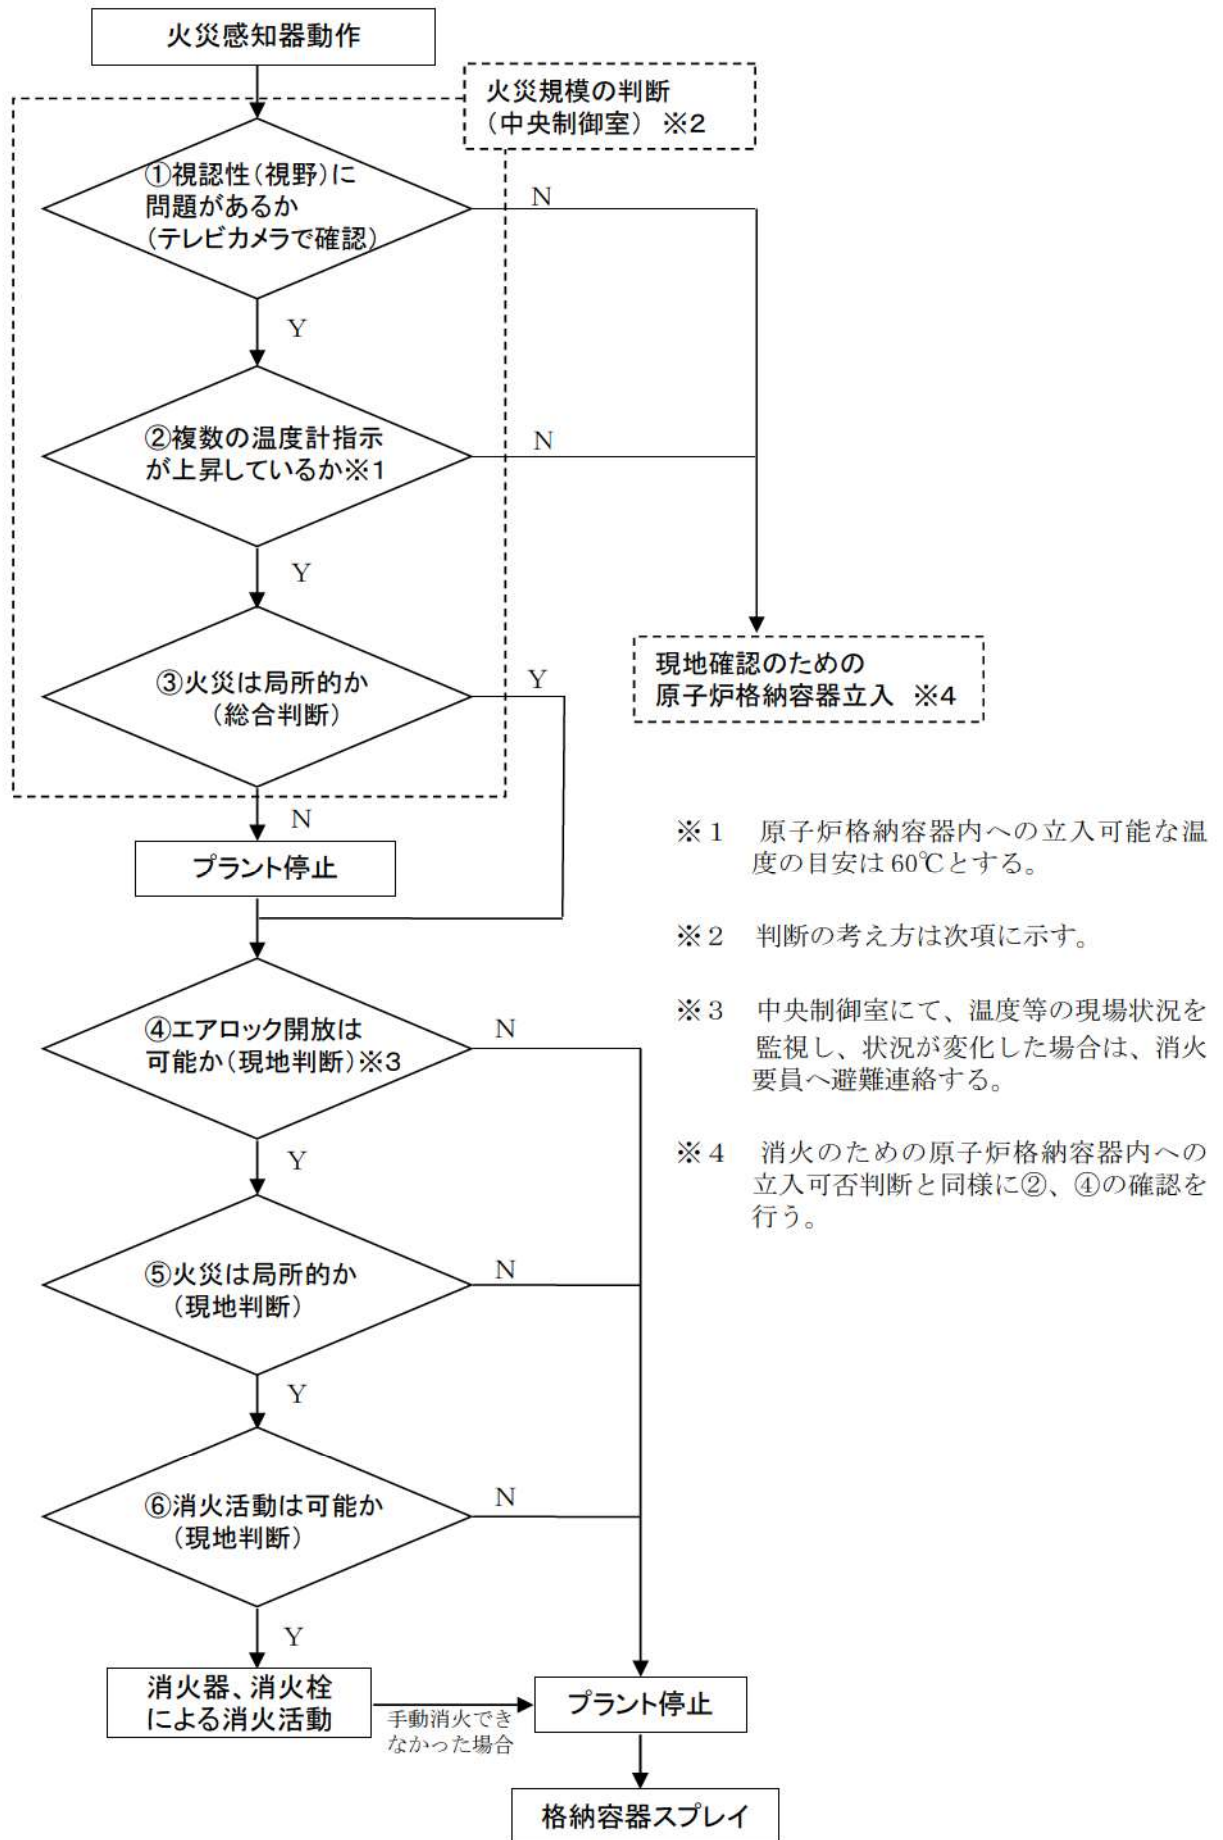 火災感知器動作
火災規模の判断
（中央制御室） ※2
①視認性（視野）に
問題があるか
（テレビカメラで確認）
N
Y
②複数の温度計指示
が上昇しているか※1
N
Y
③火災は局所的か
（総合判断）
Y
N
現地確認のための
原子炉格納容器立入 ※4
プラント停止
④エアロック開放は
可能か（現地判断）※3
N
Y
⑤火災は局所的か
（現地判断）
N
Y
⑥消火活動は可能か
（現地判断）
N
Y
消火器、消火栓
による消火活動
手動消火でき
なかった場合
プラント停止
格納容器スプレイ
※1 原子炉格納容器内への立入可能な温
度の目安は 60℃とする。
※2 判断の考え方は次項に示す。
※3 中央制御室にて、温度等の現場状況を
監視し、状況が変化した場合は、消火
要員へ避難連絡する。
※4 消火のための原子炉格納容器内への
立入可否判断と同様に②、④の確認を
行う。